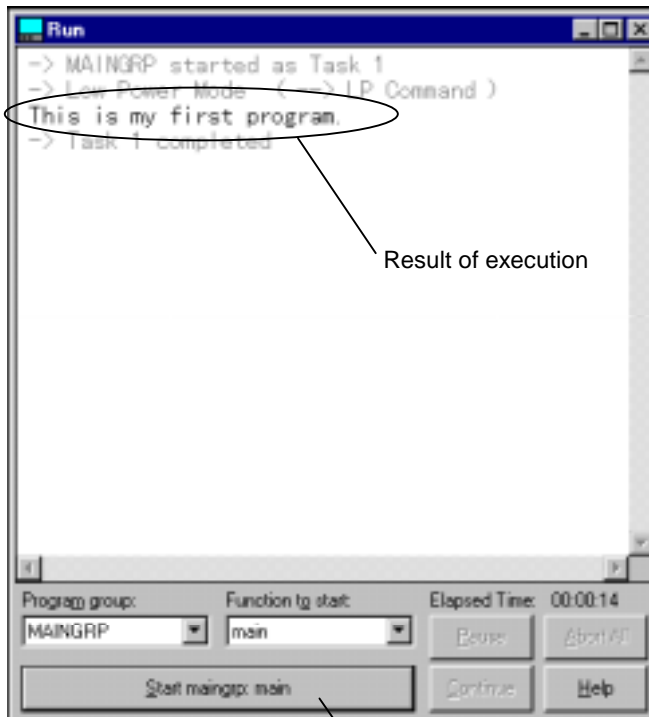 Run
-> MAINGRP started as Task 1
-> Low Power Mode ( --> LP Command )
This is my first program.
-> Task 1 completed
Result of execution
Program group:
Function to start:
Elapsed Time: 00:00:14
MAINGRP
main
Pause
Abort All
Start maingrp: main
Continue
Help